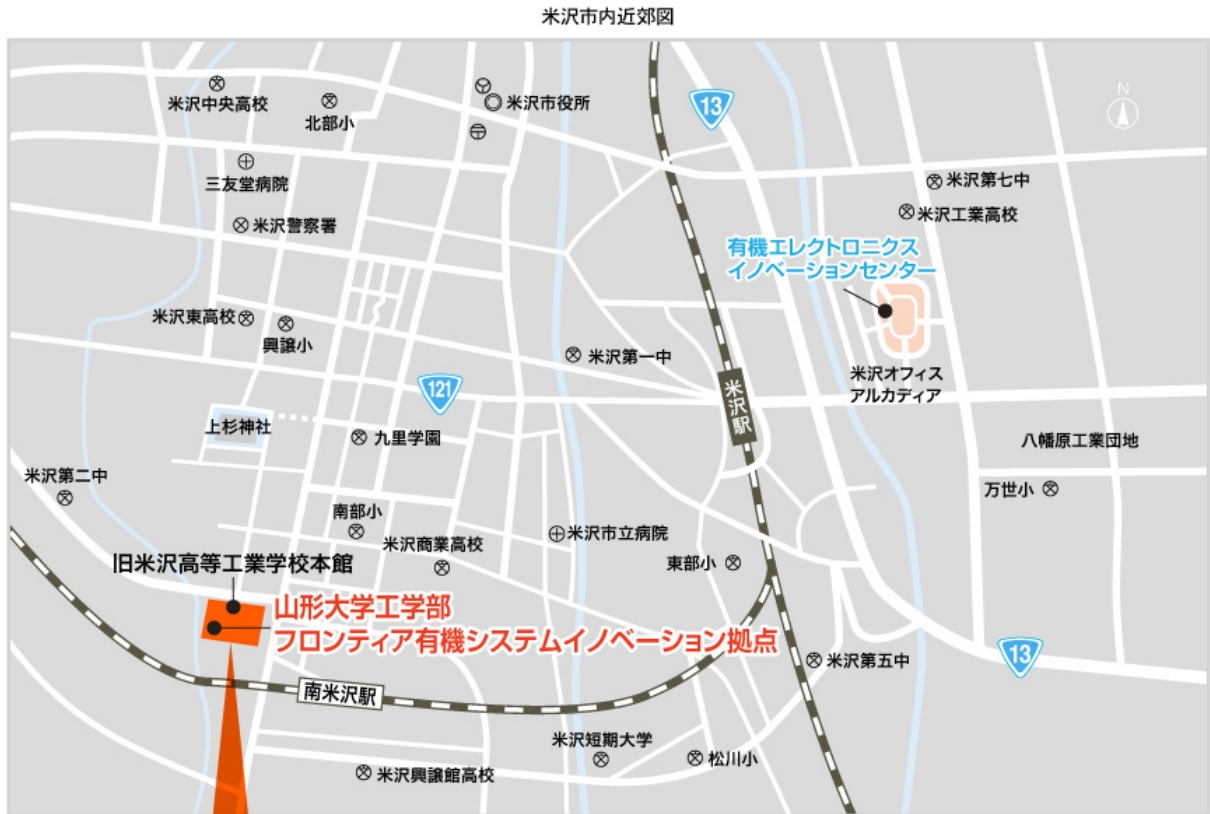 米沢市内近郊図
13
N
米沢中央高校
北部小
米沢市役所
三友堂病院
米沢第七中
米沢警察署
米沢工業高校
有機エレクトロニクス
イノベーションセンター
米沢東高校
興譲小
米沢第一中
米沢オフィス
アルカディア
121
米沢駅
上杉神社
九里学園
八幡原工業団地
米沢第二中
万世小
南部小
米沢商業高校
米沢市立病院
東部小
旧米沢高等工業学校本館
山形大学工学部
フロンティア有機システムイノベーション拠点
13
米沢第五中
南米沢駅
米沢短期大学
松川小
米沢興譲館高校